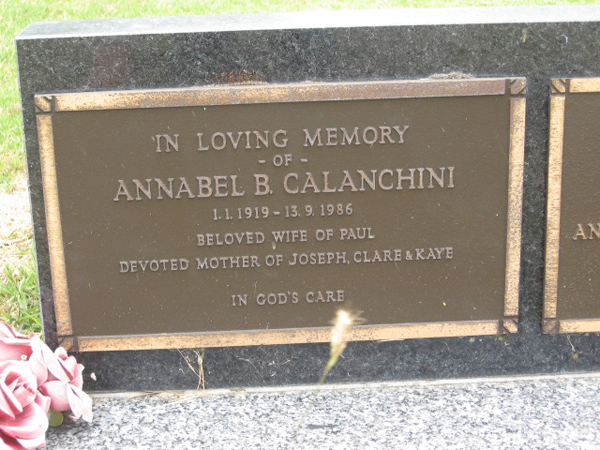 IN LOVING MEMORY
- OF -
ANNABEL B. CALANCHINI
1.1.1919 - 13.9.1986
BELOVED WIFE OF PAUL
DEVOTED MOTHER OF JOSEPH, CLARE & KAYE
IN GOD'S CARE
AN